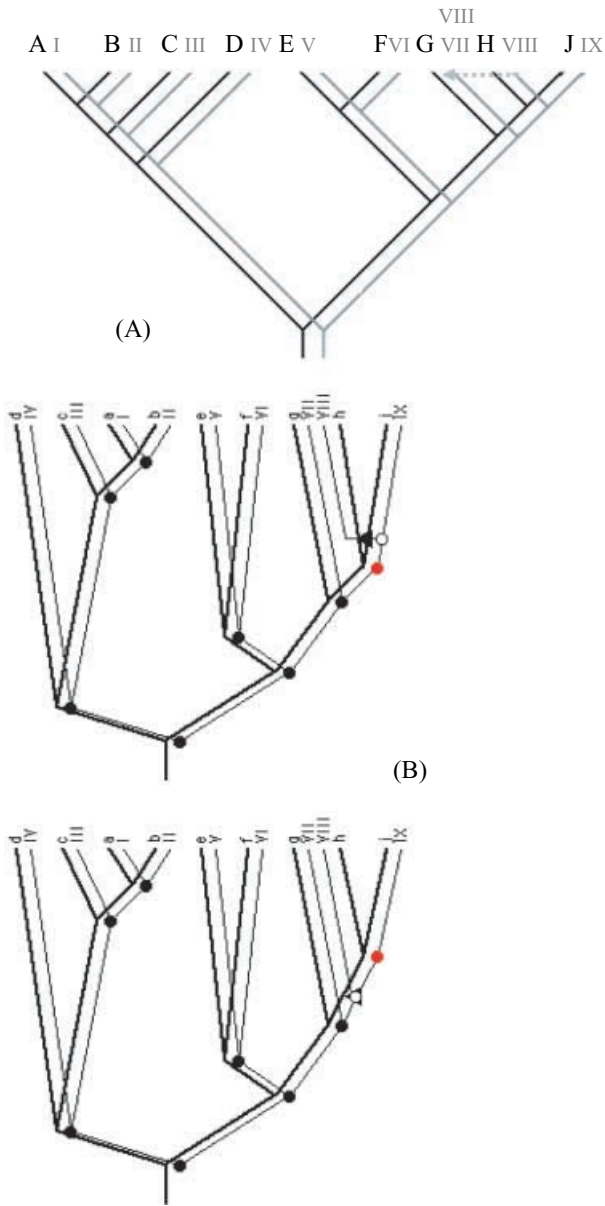 VIII
A I B II C III D IV E V F VI G VII H VIII J IX
(A)
d IV c III a I b II e V f VI g VII VIII h j IX
(B)
d IV c III a I b II e V f VI g VII VIII h j IX